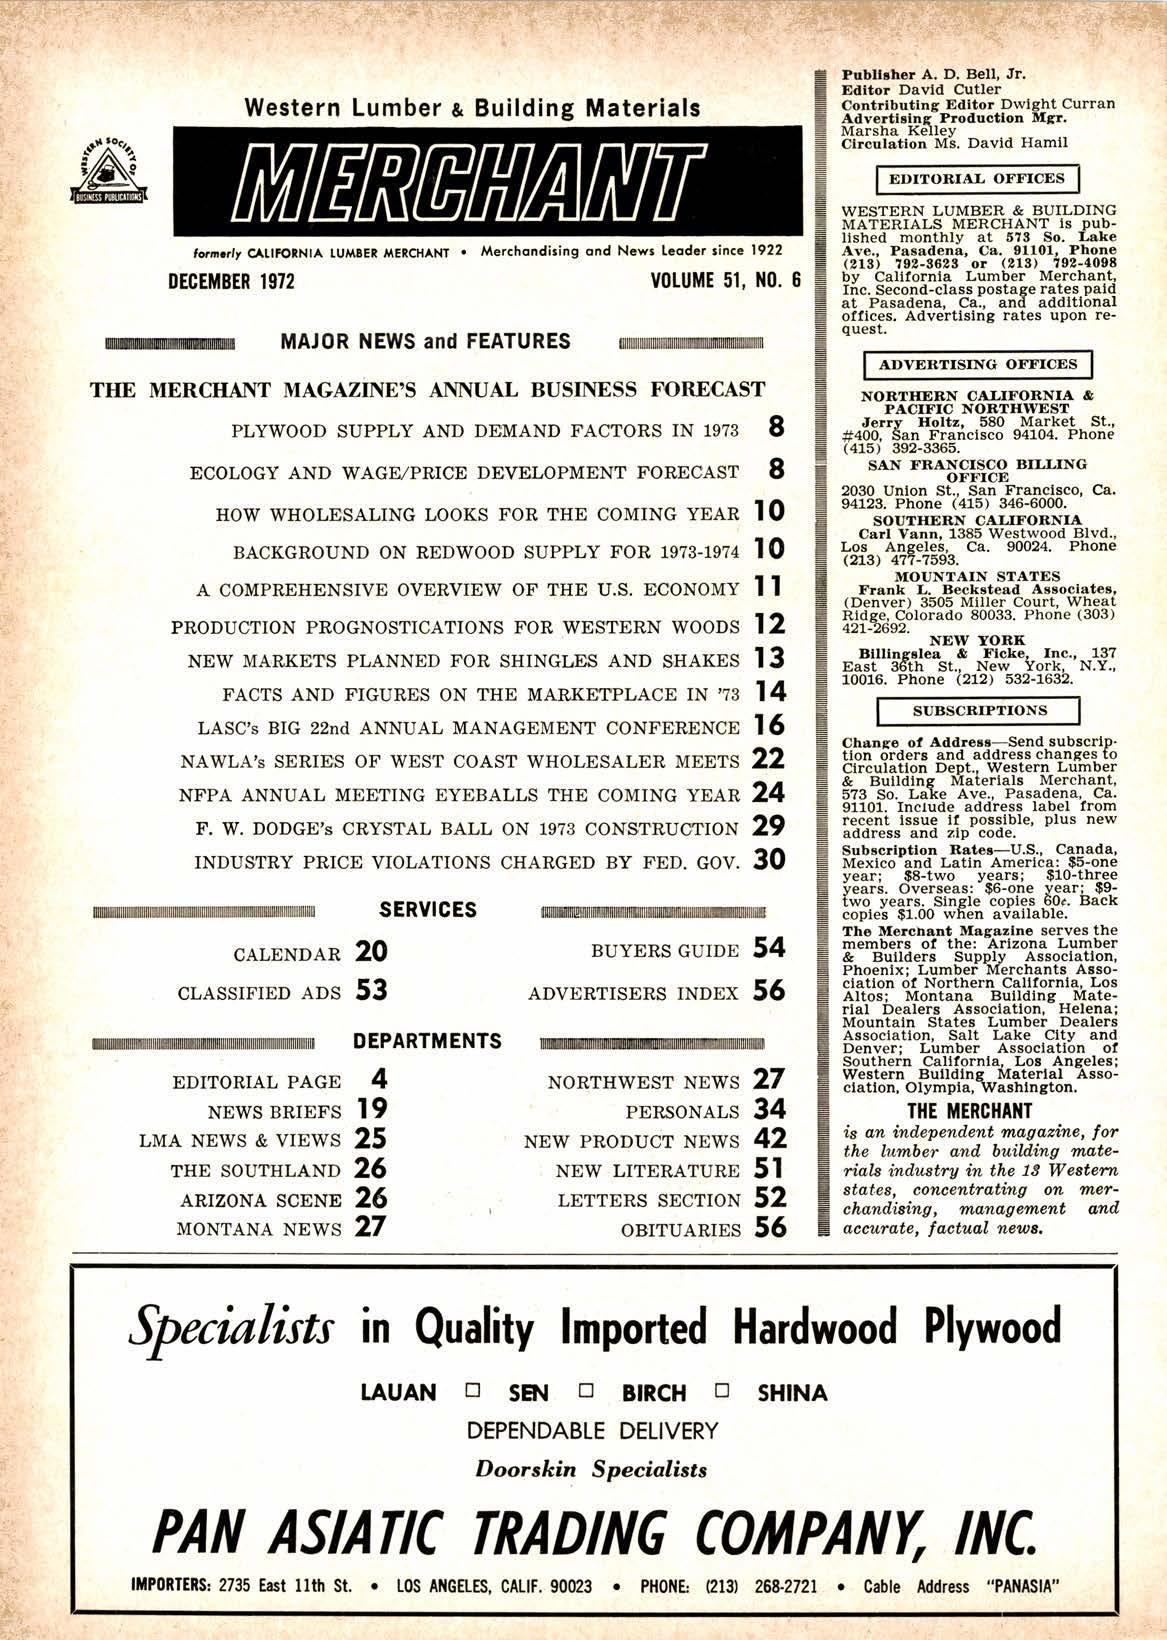 Western Lumber & Building Materials
MERCHANT
WESTERN SOCIETY OF
BUSINESS PUBLICATIONS
formerly CALIFORNIA LUMBER MERCHANT • Merchandising and News Leader since 1922
DECEMBER 1972 VOLUME 51, NO. 6
MAJOR NEWS and FEATURES
THE MERCHANT MAGAZINE'S ANNUAL BUSINESS FORECAST
PLYWOOD SUPPLY AND DEMAND FACTORS IN 1973 8
ECOLOGY AND WAGE/PRICE DEVELOPMENT FORECAST 8
HOW WHOLESALING LOOKS FOR THE COMING YEAR 10
BACKGROUND ON REDWOOD SUPPLY FOR 1973-1974 10
A COMPREHENSIVE OVERVIEW OF THE U.S. ECONOMY 11
PRODUCTION PROGNOSTICATIONS FOR WESTERN WOODS 12
NEW MARKETS PLANNED FOR SHINGLES AND SHAKES 13
FACTS AND FIGURES ON THE MARKETPLACE IN '73 14
LASC's BIG 22nd ANNUAL MANAGEMENT CONFERENCE 16
NAWLA's SERIES OF WEST COAST WHOLESALER MEETS 22
NFPA ANNUAL MEETING EYEBALLS THE COMING YEAR 24
F. W. DODGE's CRYSTAL BALL ON 1973 CONSTRUCTION 29
INDUSTRY PRICE VIOLATIONS CHARGED BY FED. GOV. 30
SERVICES
CALENDAR 20
CLASSIFIED ADS 53
BUYERS GUIDE 54
ADVERTISERS INDEX 56
DEPARTMENTS
EDITORIAL PAGE 4
NEWS BRIEFS 19
LMA NEWS & VIEWS 25
THE SOUTHLAND 26
ARIZONA SCENE 26
MONTANA NEWS 27
NORTHWEST NEWS 27
PERSONALS 34
NEW PRODUCT NEWS 42
NEW LITERATURE 51
LETTERS SECTION 52
OBITUARIES 56
Publisher A. D. Bell, Jr.
Editor David Cutler
Contributing Editor Dwight Curran
Advertising Production Mgr.
Marsha Kelley
Circulation Ms. David Hamil
EDITORIAL OFFICES
WESTERN LUMBER & BUILDING
MATERIALS MERCHANT is pub-
lished monthly at 573 So. Lake
Ave., Pasadena, Ca. 91101, Phone
(213) 792-3623 or (213) 792-4098
by California Lumber Merchant,
Inc. Second-class postage rates paid
at Pasadena, Ca., and additional
offices. Advertising rates upon re-
quest.
ADVERTISING OFFICES
NORTHERN CALIFORNIA &
PACIFIC NORTHWEST
Jerry Holtz, 580 Market St.,
#400, San Francisco 94104. Phone
(415) 392-3365.
SAN FRANCISCO BILLING
OFFICE
2030 Union St., San Francisco, Ca.
94123. Phone (415) 346-6000.
SOUTHERN CALIFORNIA
Carl Vann, 1385 Westwood Blvd.,
Los Angeles, Ca. 90024. Phone
(213) 477-7593.
MOUNTAIN STATES
Frank L. Beckstead Associates,
(Denver) 3505 Miller Court, Wheat
Ridge, Colorado 80033. Phone (303)
421-2692.
NEW YORK
Billingslea & Ficke, Inc., 137
East 36th St., New York, N.Y.,
10016. Phone (212) 532-1632.
SUBSCRIPTIONS
Change of Address—Send subscrip-
tion orders and address changes to
Circulation Dept., Western Lumber
& Building Materials Merchant,
573 So. Lake Ave., Pasadena, Ca.
91101. Include address label from
recent issue if possible, plus new
address and zip code.
Subscription Rates—U.S., Canada,
Mexico and Latin America: $5-one
year; $8-two years; $10-three
years. Overseas: $6-one year; $9-
two years. Single copies 60¢. Back
copies $1.00 when available.
The Merchant Magazine serves the
members of the: Arizona Lumber
& Builders Supply Association,
Phoenix; Lumber Merchants Asso-
ciation of Northern California, Los
Altos; Montana Building Mate-
rial Dealers Association, Helena;
Mountain States Lumber Dealers
Association, Salt Lake City and
Denver; Lumber Association of
Southern California, Los Angeles;
Western Building Material Asso-
ciation, Olympia, Washington.
THE MERCHANT
is an independent magazine, for
the lumber and building mate-
rials industry in the 13 Western
states, concentrating on mer-
chandising, management and
accurate, factual news.
Specialists in Quality Imported Hardwood Plywood
LAUAN □ SEN □ BIRCH □ SHINA
DEPENDABLE DELIVERY
Doorskin Specialists
PAN ASIATIC TRADING COMPANY, INC.
IMPORTERS: 2735 East 11th St. • LOS ANGELES, CALIF. 90023 • PHONE: (213) 268-2721 • Cable Address "PANASIA"